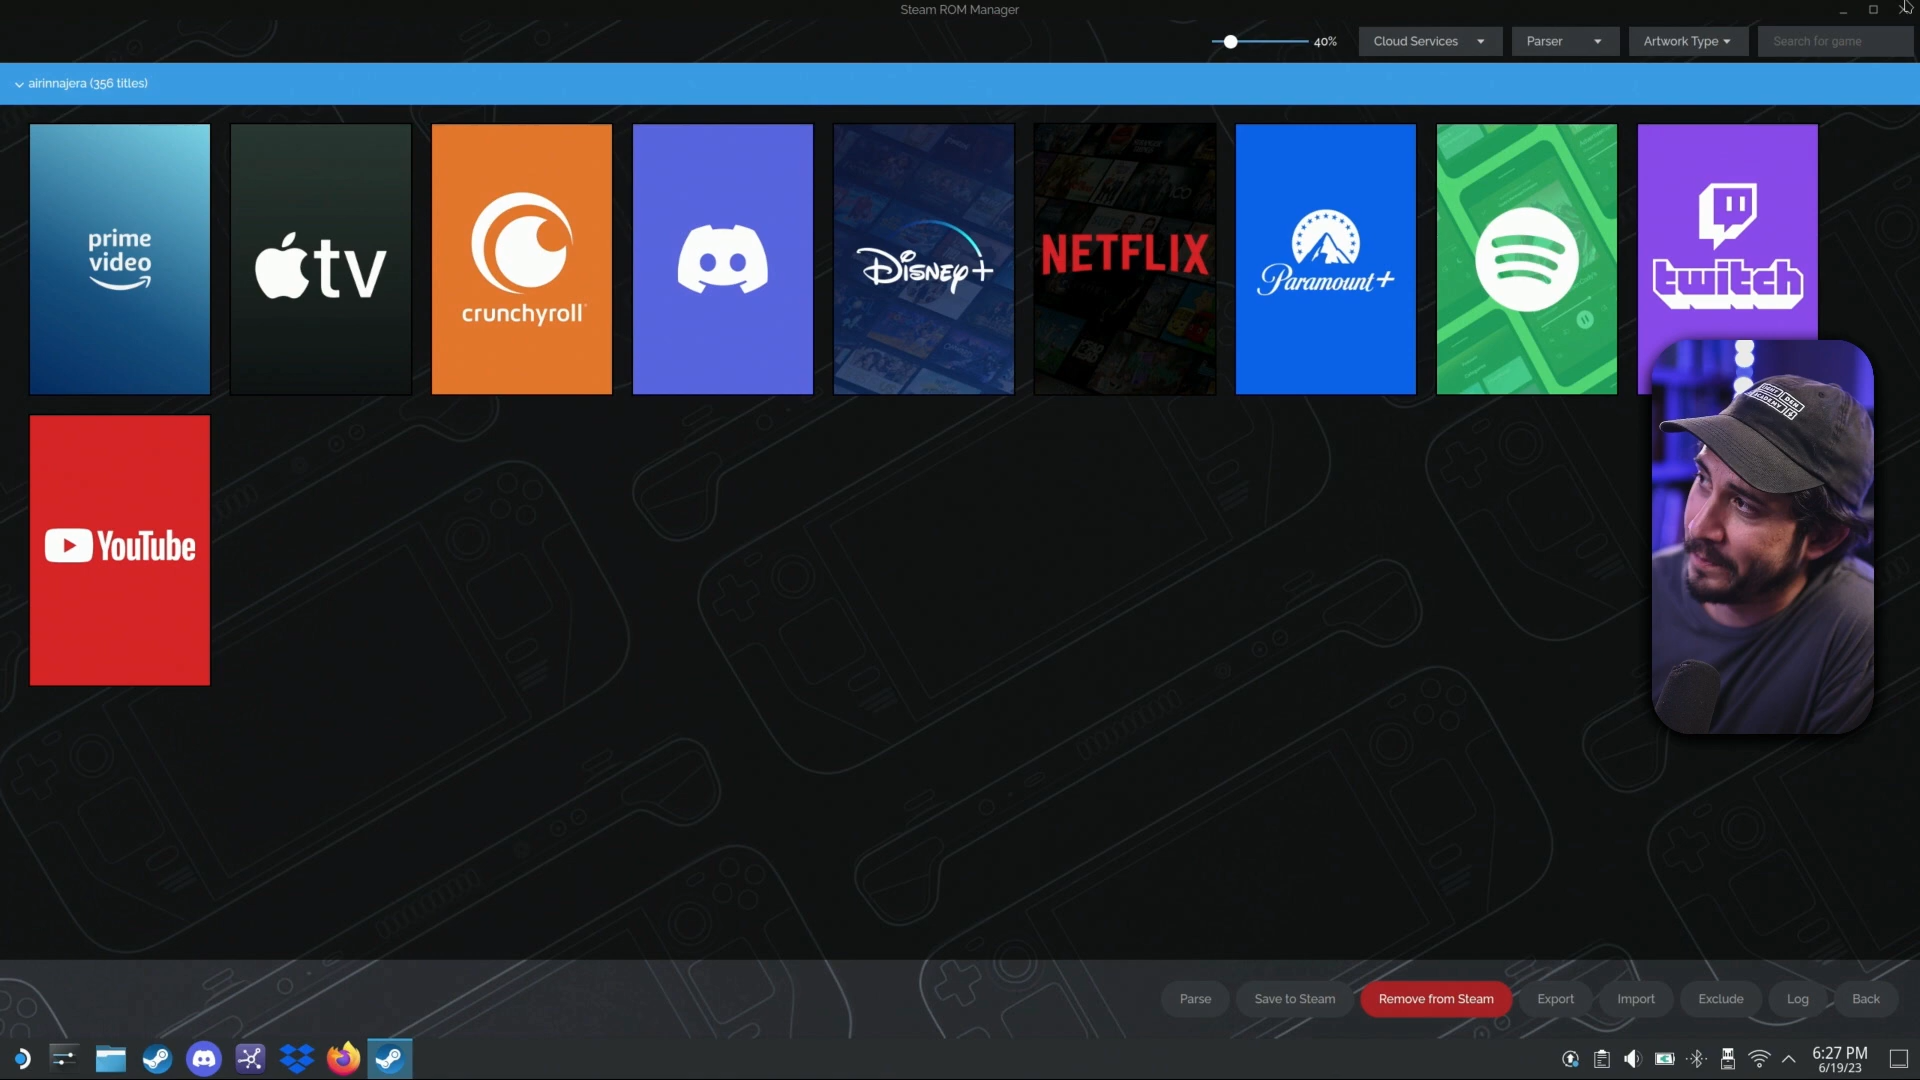 Steam ROM Manager
40%
Cloud Services
Parser
Artwork Type
Search for game
airinnajera (356 titles)
prime video
tv
crunchyroll
Disney+
NETFLIX
Paramount+
twitch
YouTube
Parse
Save to Steam
Remove from Steam
Export
Import
Exclude
Log
Back
6:27 PM
6/19/23